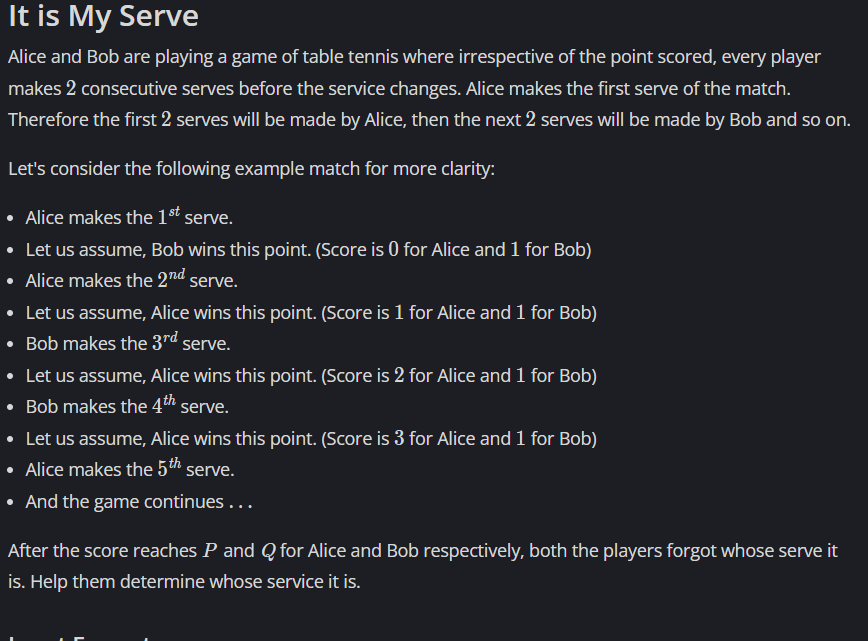 It is My Serve
Alice and Bob are playing a game of table tennis where irrespective of the point scored, every player
makes 2 consecutive serves before the service changes. Alice makes the first serve of the match.
Therefore the first 2 serves will be made by Alice, then the next 2 serves will be made by Bob and so on.
Let's consider the following example match for more clarity:
• Alice makes the 1st serve.
• Let us assume, Bob wins this point. (Score is 0 for Alice and 1 for Bob)
• Alice makes the 2nd serve.
• Let us assume, Alice wins this point. (Score is 1 for Alice and 1 for Bob)
• Bob makes the 3rd serve.
• Let us assume, Alice wins this point. (Score is 2 for Alice and 1 for Bob)
• Bob makes the 4th serve.
• Let us assume, Alice wins this point. (Score is 3 for Alice and 1 for Bob)
• Alice makes the 5th serve.
• And the game continues ...
After the score reaches P and Q for Alice and Bob respectively, both the players forgot whose serve it
is. Help them determine whose service it is.